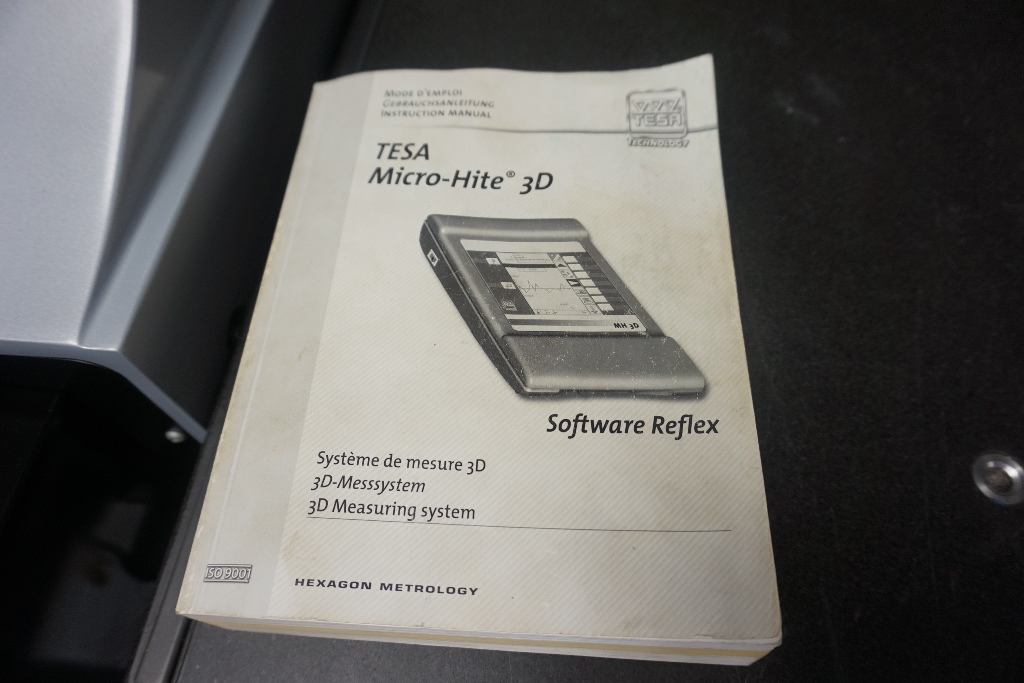 MODE D'EMPLOI
GEBRAUCHSANLEITUNG
INSTRUCTION MANUAL
TESA
TECHNOLOGY
TESA
Micro-Hite® 3D
MH 3D
Software Reflex
Système de mesure 3D
3D-Messsystem
3D Measuring system
ISO 9001
HEXAGON METROLOGY